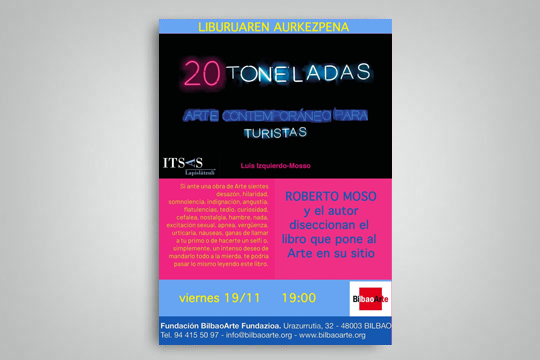 LIBURUAREN AURKEZPENA
20 TONELADAS
ARTE CONTEMPORÁNEO PARA
TURISTAS
ITSAS
Lapislatndi
Luis Izquierdo-Mosso
Si ante una obra de Arte sientes
desazón, hilaridad,
somnolencia, indignación, angustia,
flatulencias, tedio, curiosidad,
cefalea, nostalgia, hambre, nada,
excitación sexual, apnea, vergüenza,
urticaria, náuseas, ganas de llamar
a tu primo o de hacerte un selfi o,
simplemente, un intenso deseo de
mandarlo todo a la mierda, te podría
pasar lo mismo leyendo este libro.
ROBERTO MOSO
y el autor
diseccionan el
libro que pone al
Arte en su sitio
viernes 19/11 19:00
BilbaoArte
Fundación BilbaoArte Fundazioa. Urazurrutia, 32 - 48003 BILBAO
Tel. 94 415 50 97 - info@bilbaoarte.org - www.bilbaoarte.org